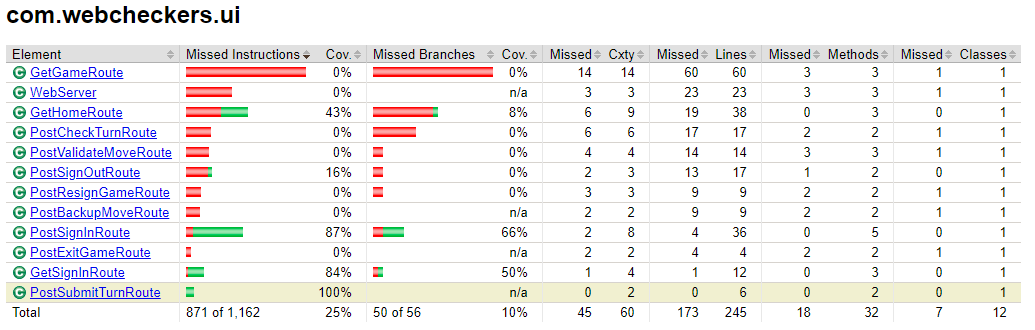 com.webcheckers.ui
Element Missed Instructions Cov. Missed Branches Cov. Missed Cxty Missed Lines Missed Methods Missed Classes
C GetGameRoute 0% 0% 14 14 60 60 3 3 1 1
C WebServer 0% n/a 3 3 23 23 3 3 1 1
C GetHomeRoute 43% 8% 6 9 19 38 0 3 0 1
C PostCheckTurnRoute 0% 0% 6 6 17 17 2 2 1 1
C PostValidateMoveRoute 0% 0% 4 4 14 14 3 3 1 1
C PostSignOutRoute 16% 0% 2 3 13 17 1 2 0 1
C PostResignGameRoute 0% 0% 3 3 9 9 2 2 1 1
C PostBackupMoveRoute 0% n/a 2 2 9 9 2 2 1 1
C PostSignInRoute 87% 66% 2 8 4 36 0 5 0 1
C PostExitGameRoute 0% n/a 2 2 4 4 2 2 1 1
C GetSignInRoute 84% 50% 1 4 1 12 0 3 0 1
C PostSubmitTurnRoute 100% n/a 0 2 0 6 0 2 0 1
Total 871 of 1,162 25% 50 of 56 10% 45 60 173 245 18 32 7 12